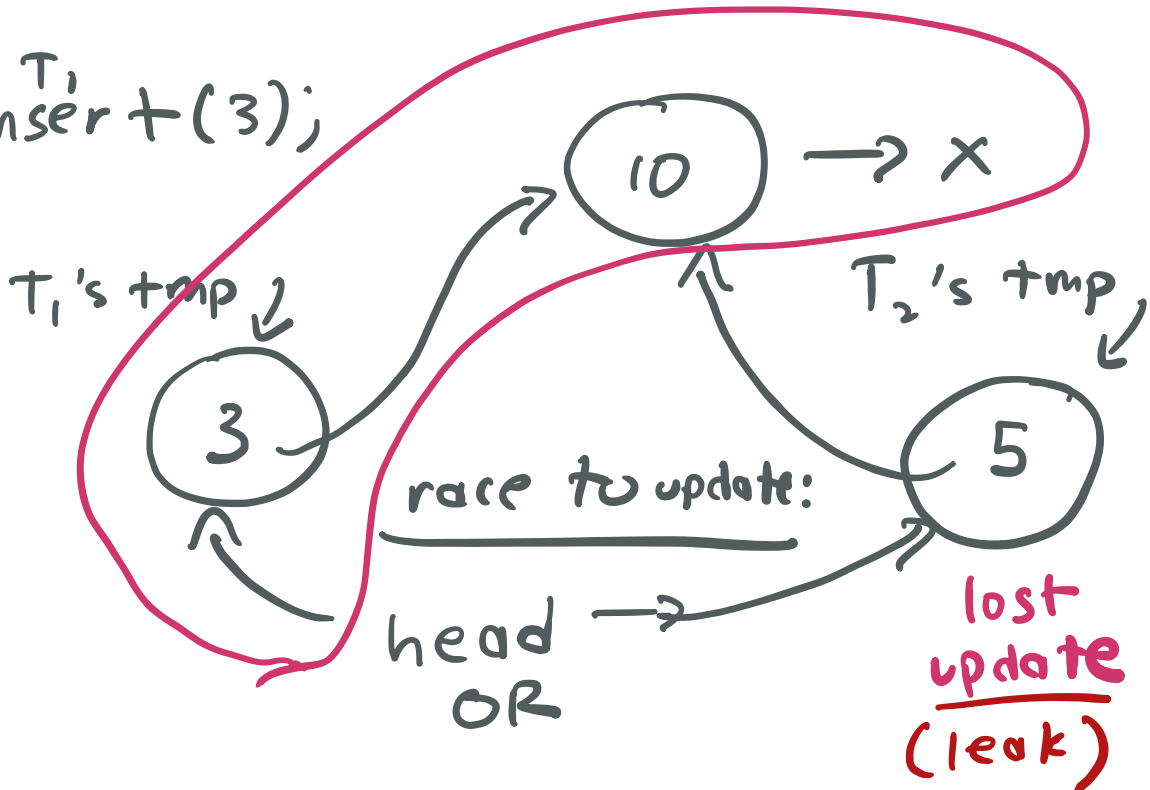 T₁
nsert(3);
10 → X
T₁'s tmp
T₂'s tmp
3
5
race to update:
head
OR
lost
update
(leak)